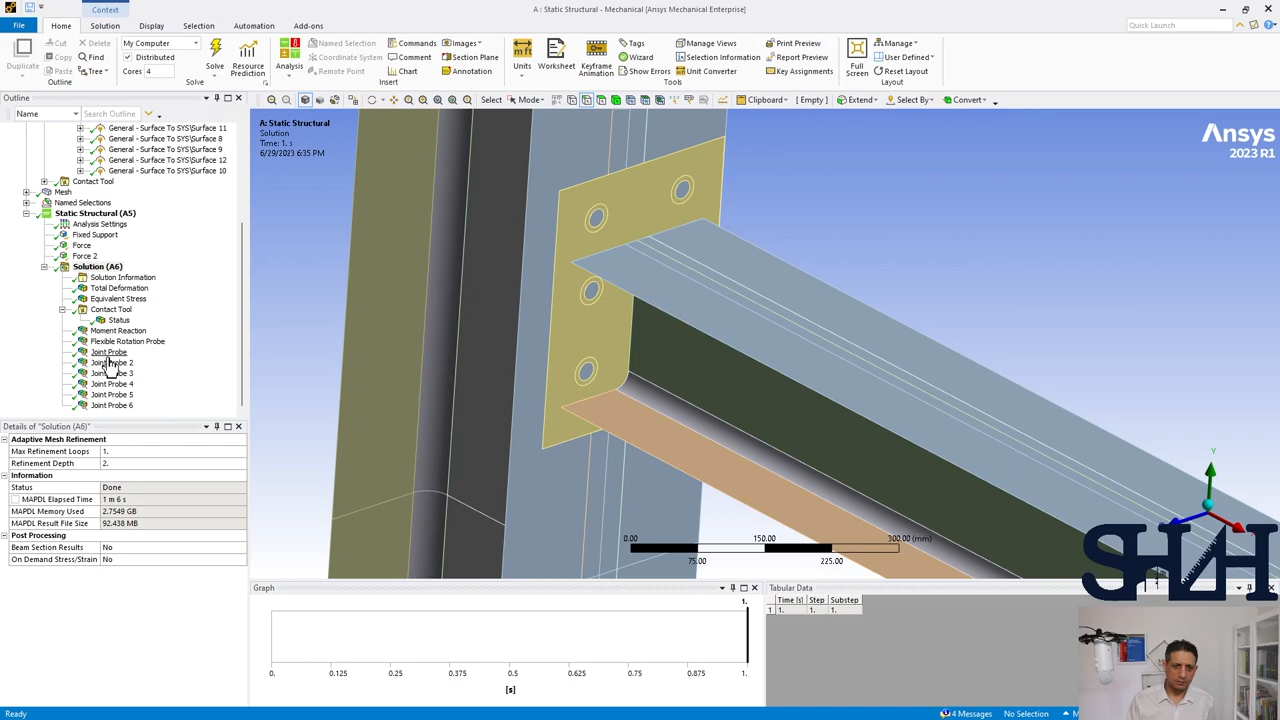 Context
A : Static Structural - Mechanical [Ansys Mechanical Enterprise]
File
Home
Solution
Display
Selection
Automation
Add-ons
Quick Launch
Duplicate
Cut
Delete
Copy
Find
Paste
Tree
Outline
My Computer
Distributed
Cores
4
Solve
Resource
Prediction
Solve
Analysis
Named Selection
Coordinate System
Remote Point
Commands
Comment
Chart
Images
Section Plane
Annotation
Insert
Units
Worksheet
Keyframe
Animation
Tags
Wizard
Show Errors
Manage Views
Selection Information
Unit Converter
Print Preview
Report Preview
Key Assignments
Tools
Full
Screen
Manage
User Defined
Reset Layout
Layout
Outline
Name
Search Outline
Select
Mode
Clipboard
[ Empty ]
Extend
Select By
Convert
General - Surface To SYS\Surface 11
General - Surface To SYS\Surface 8
General - Surface To SYS\Surface 9
General - Surface To SYS\Surface 12
General - Surface To SYS\Surface 10
Contact Tool
Mesh
Named Selections
Static Structural (A5)
Analysis Settings
Fixed Support
Force
Force 2
Solution (A6)
Solution Information
Total Deformation
Equivalent Stress
Contact Tool
Status
Moment Reaction
Flexible Rotation Probe
Joint Probe
Joint Probe 2
Joint Probe 3
Joint Probe 4
Joint Probe 5
Joint Probe 6
Details of "Solution (A6)"
Adaptive Mesh Refinement
Max Refinement Loops 1.
Refinement Depth 2.
Information
Status Done
MAPDL Elapsed Time 1 m 6 s
MAPDL Memory Used 2.7549 GB
MAPDL Result File Size 92.438 MB
Post Processing
Beam Section Results No
On Demand Stress/Strain No
A: Static Structural
Solution
Time: 1. s
6/29/2023 6:35 PM
Ansys
2023 R1
Y
0.00 150.00 300.00 (mm)
75.00 225.00
Graph
1.
0. 0.125 0.25 0.375 0.5 0.625 0.75 0.875 1.
[s]
Tabular Data
Time [s] Step Substep
1 1. 1. 1.
Ready
4 Messages
No Selection